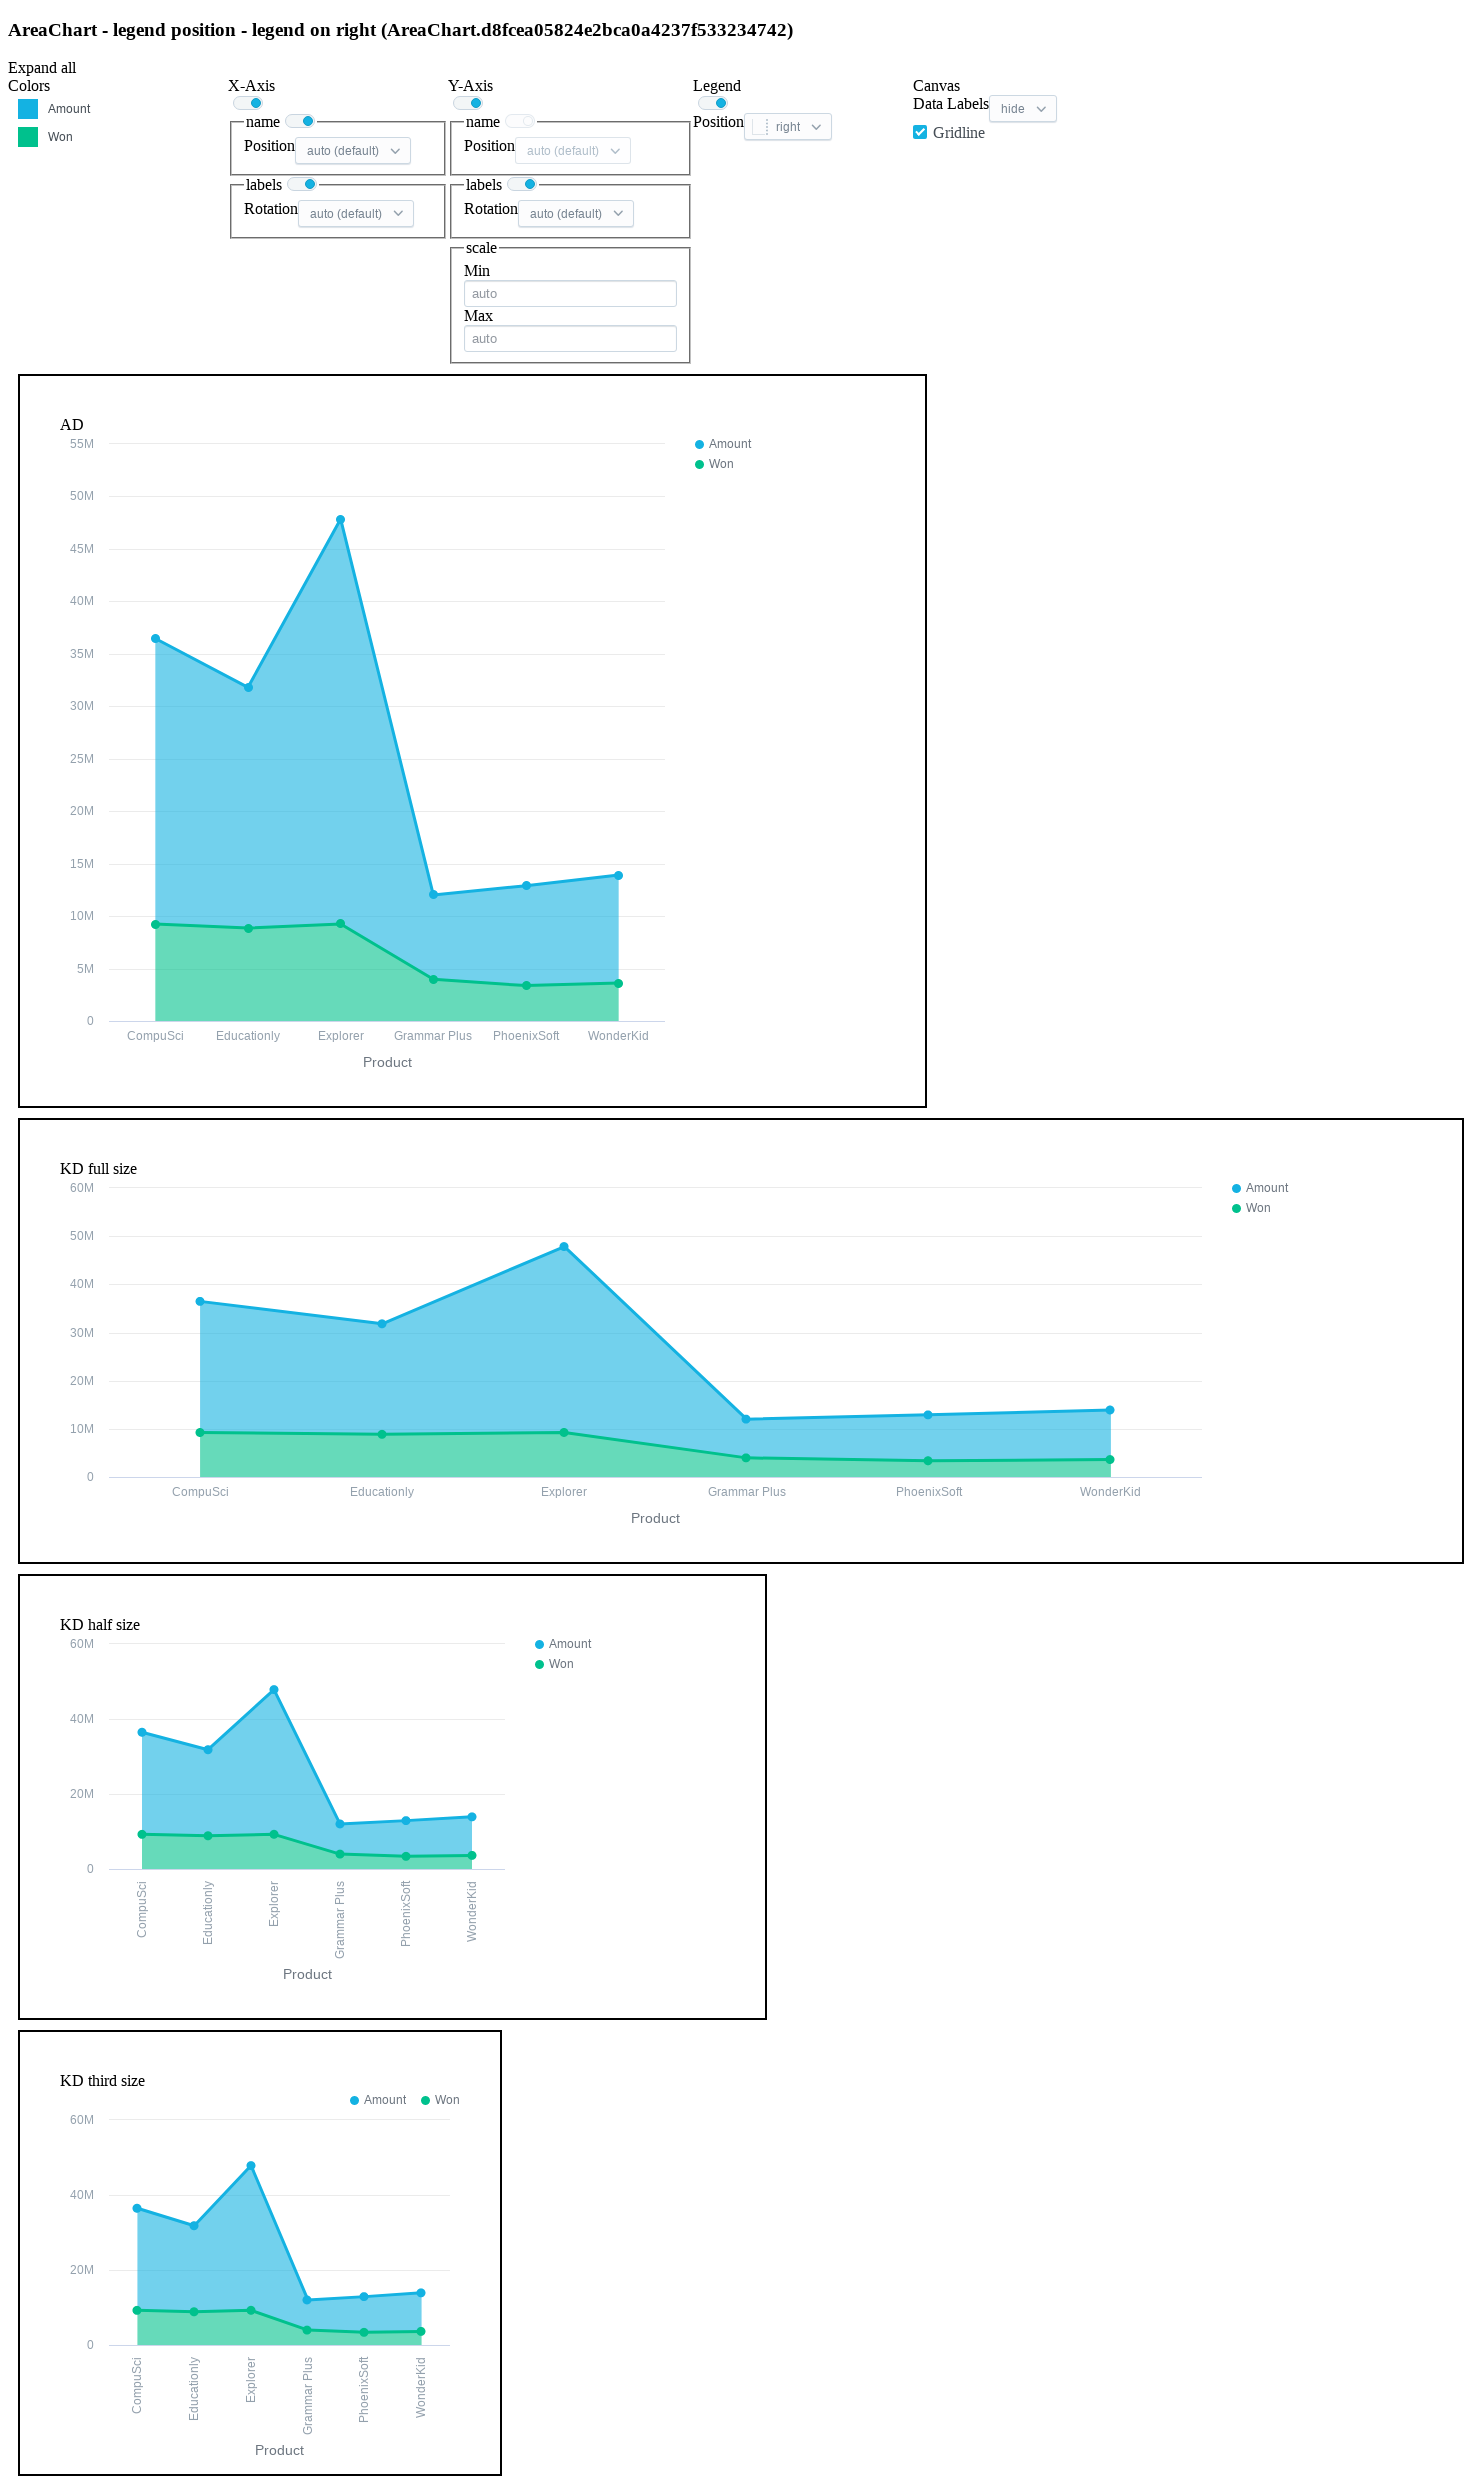 AreaChart - legend position - legend on right (AreaChart.d8fcea05824e2bca0a4237f533234742)
Expand all
Colors
Amount
Won
X-Axis
name
Position auto (default)
labels
Rotation auto (default)
Y-Axis
name
Position auto (default)
labels
Rotation auto (default)
scale
Min
auto
Max
auto
Legend
Position right
Canvas
Data Labels hide
Gridline
AD
55M
50M
45M
40M
35M
30M
25M
20M
15M
10M
5M
0
CompuSci Educationly Explorer Grammar Plus PhoenixSoft WonderKid
Product
Amount
Won
KD full size
60M
50M
40M
30M
20M
10M
0
CompuSci Educationly Explorer Grammar Plus PhoenixSoft WonderKid
Product
Amount
Won
KD half size
60M
40M
20M
0
CompuSci
Educationly
Explorer
Grammar Plus
PhoenixSoft
WonderKid
Product
Amount
Won
KD third size
Amount Won
60M
40M
20M
0
CompuSci
Educationly
Explorer
Grammar Plus
PhoenixSoft
WonderKid
Product